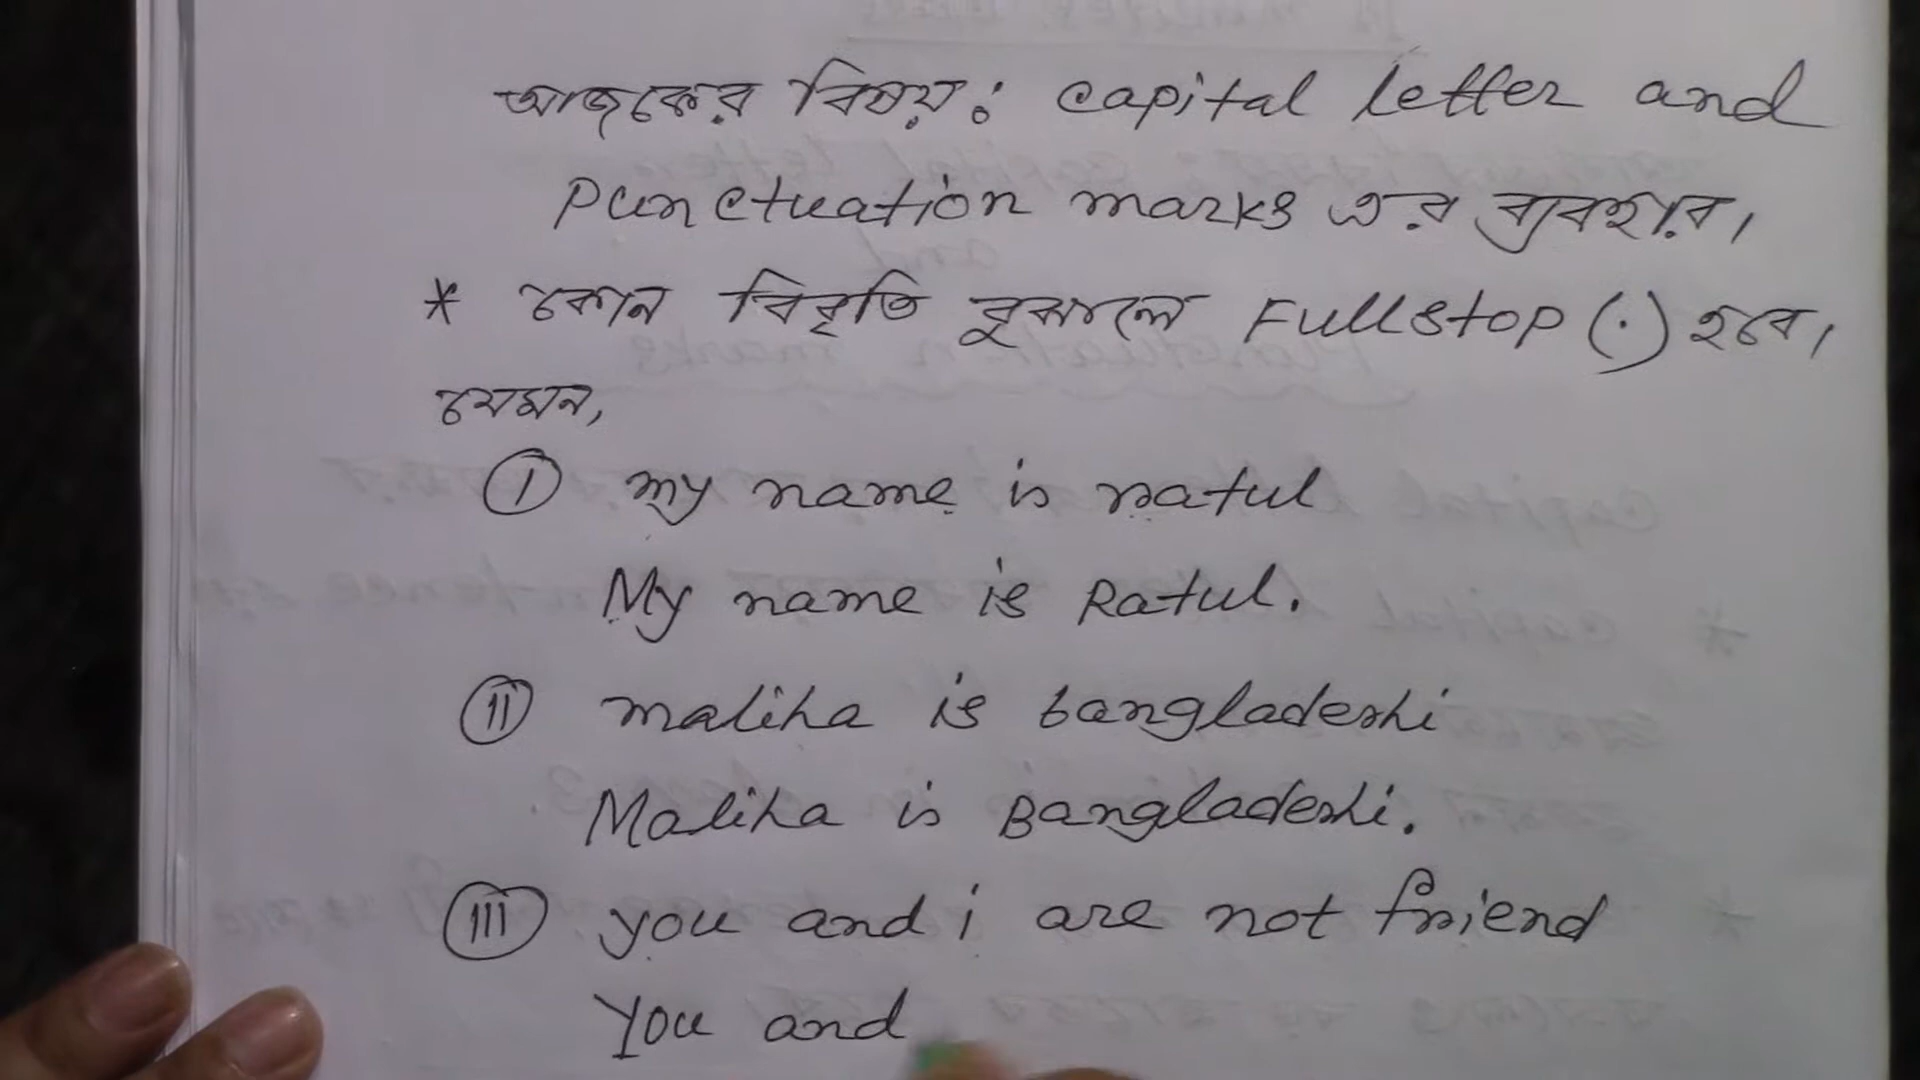 আজকের বিষয়ঃ capital letter and
punctuation marks এর ব্যবহার।
* কোন বিবৃতি বুঝালে Fullstop (.) হবে।
যেমন,
(i) my name is ratul
My name is Ratul.
(ii) maliha is bangladeshi
Maliha is Bangladeshi.
(iii) you and i are not friend
You and